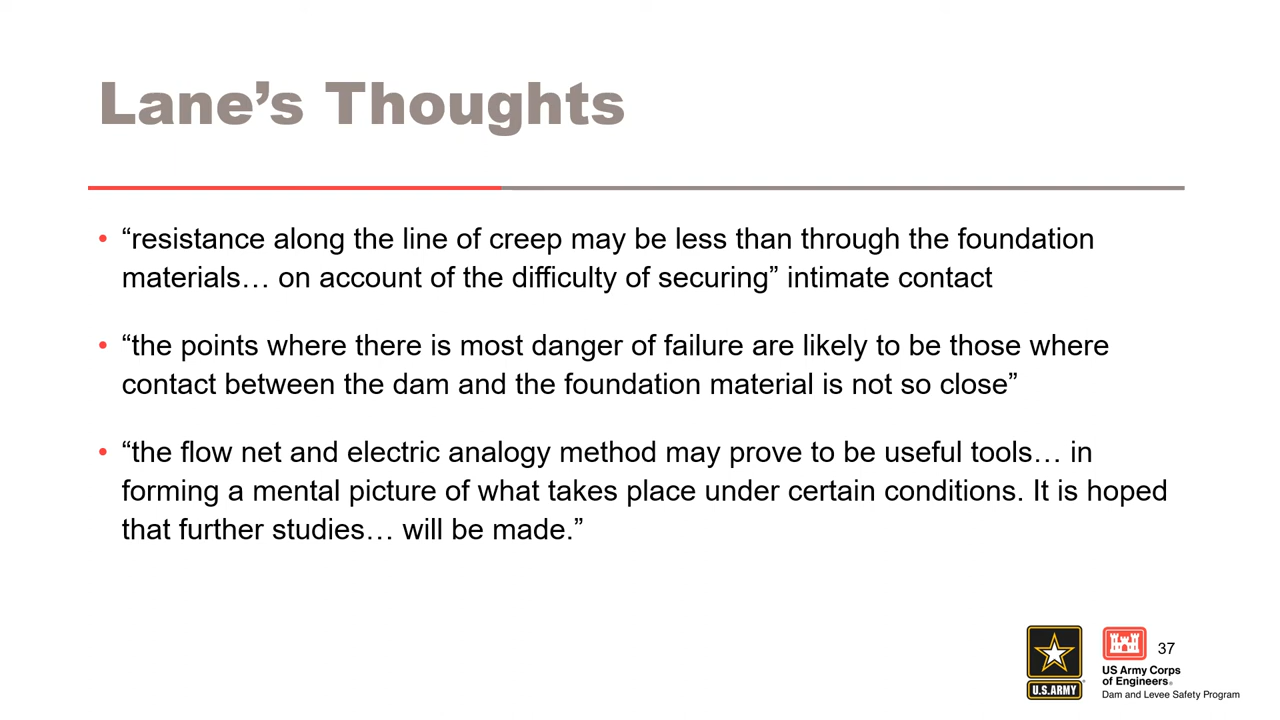 Lane’s Thoughts
• “resistance along the line of creep may be less than through the foundation
materials… on account of the difficulty of securing” intimate contact
• “the points where there is most danger of failure are likely to be those where
contact between the dam and the foundation material is not so close”
• “the flow net and electric analogy method may prove to be useful tools… in
forming a mental picture of what takes place under certain conditions. It is hoped
that further studies… will be made.”
U.S.ARMY
37
US Army Corps
of Engineers®
Dam and Levee Safety Program